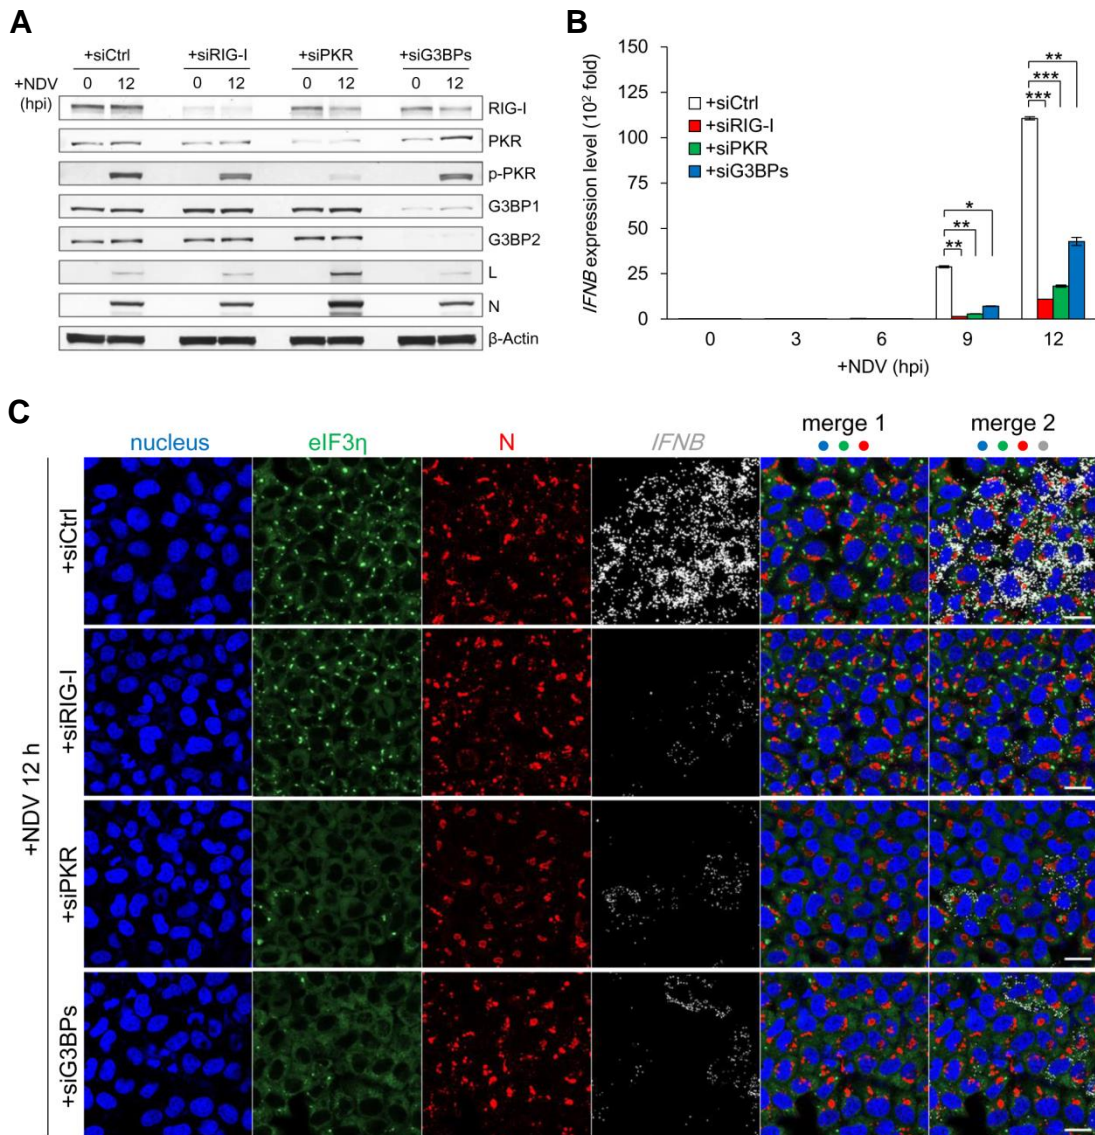 A
+siCtrl +siRIG-I +siPKR +siG3BPs
+NDV 0 12 0 12 0 12 0 12
(hpi)
RIG-I
PKR
p-PKR
G3BP1
G3BP2
L
N
β-Actin
B
IFNB expression level (10² fold)
150
125
100
75
50
25
0
+siCtrl
+siRIG-I
+siPKR
+siG3BPs
*
**
**
**
***
***
0 3 6 9 12
+NDV (hpi)
C
nucleus eIF3η N IFNB merge 1 merge 2
+NDV 12 h
+siCtrl
+siRIG-I
+siPKR
+siG3BPs